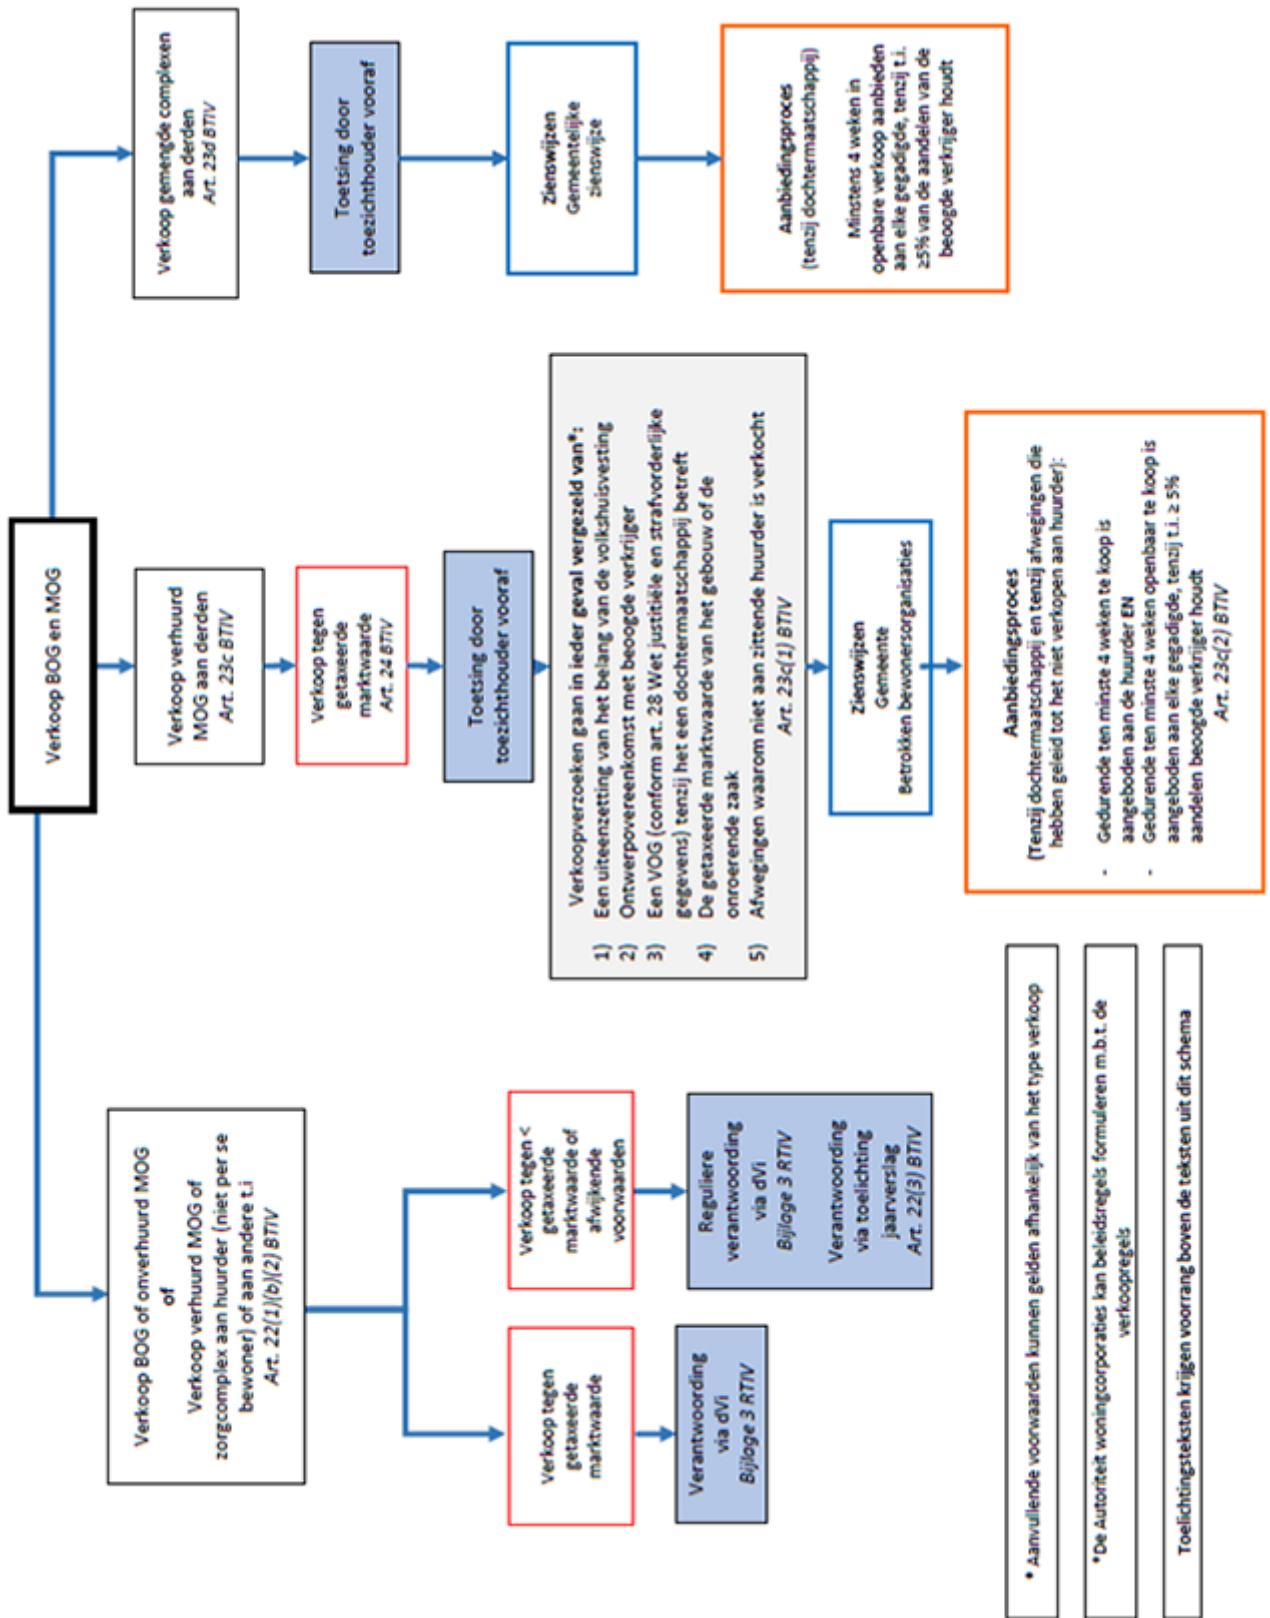 Verkoop BOG en MOG
Verkoop BOG of onverhuurd MOG
of
Verkoop verhuurd MOG of
zorgcomplex aan huurder (niet per se
bewoner) of aan andere t.i
Art. 22(1)(b)(2) BTIV
Verkoop tegen
getaxeerde
marktwaarde
Verantwoording
via dVi
Bijlage 3 RTIV
Verkoop tegen <
getaxeerde
marktwaarde of
afwijkende
voorwaarden
Reguliere
verantwoording
via dVi
Bijlage 3 RTIV
Verantwoording
via toelichting
jaarverslag
Art. 22(3) BTIV
Verkoop verhuurd
MOG aan derden
Art. 23c BTIV
Verkoop tegen
getaxeerde
marktwaarde
Art. 24 BTIV
Toetsing door
toezichthouder vooraf
Verkoopverzoeken gaan in ieder geval vergezeld van*:
1) Een uiteenzetting van het belang van de volkshuisvesting
2) Ontwerpovereenkomst met beoogde verkrijger
3) Een VOG (conform art. 28 Wet justitiële en strafvorderlijke
gegevens) tenzij het een dochtermaatschappij betreft
4) De getaxeerde marktwaarde van het gebouw of de
onroerende zaak
5) Afwegingen waarom niet aan zittende huurder is verkocht
Art. 23c(1) BTIV
Zienswijzen
Gemeente
Betrokken bewonersorganisaties
Aanbiedingsproces
(Tenzij dochtermaatschappij en tenzij afwegingen die
hebben geleid tot het niet verkopen aan huurder):
- Gedurende ten minste 4 weken te koop is
aangeboden aan de huurder EN
- Gedurende ten minste 4 weken openbaar te koop is
aangeboden aan elke gegadigde, tenzij t.i. ≥ 5%
aandelen beoogde verkrijger houdt
Art. 23c(2) BTIV
Verkoop gemengde complexen
aan derden
Art. 23d BTIV
Toetsing door
toezichthouder vooraf
Zienswijzen
Gemeentelijke
zienswijze
Aanbiedingsproces
(tenzij dochtermaatschappij)
Minstens 4 weken in
openbare verkoop aanbieden
aan elke gegadigde, tenzij t.i.
≥5% van de aandelen van de
beoogde verkrijger houdt
* Aanvullende voorwaarden kunnen gelden afhankelijk van het type verkoop
*De Autoriteit woningcorporaties kan beleidsregels formuleren m.b.t. de
verkoopregels
Toelichtingsteksten krijgen voorrang boven de teksten uit dit schema